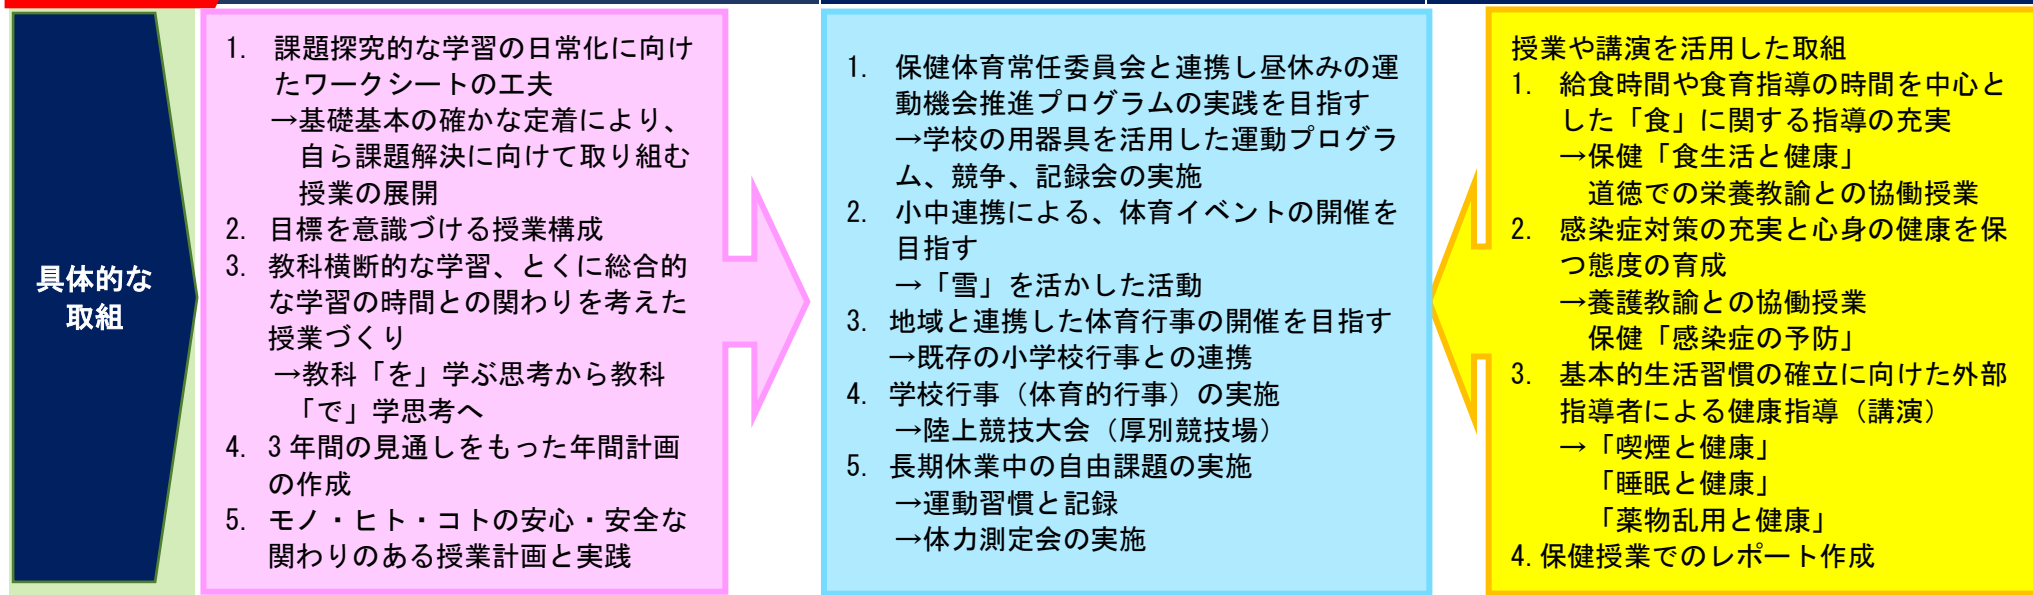 具体的な
取組
1. 課題探究的な学習の日常化に向け
たワークシートの工夫
→基礎基本の確かな定着により、
自ら課題解決に向けて取り組む
授業の展開
2. 目標を意識づける授業構成
3. 教科横断的な学習、とくに総合的
な学習の時間との関わりを考えた
授業づくり
→教科「を」学ぶ思考から教科
「で」学思考へ
4. 3年間の見通しをもった年間計画
の作成
5. モノ・ヒト・コトの安心・安全な
関わりのある授業計画と実践
1. 保健体育常任委員会と連携し昼休みの運
動機会推進プログラムの実践を目指す
→学校の用器具を活用した運動プログラ
ム、競争、記録会の実施
2. 小中連携による、体育イベントの開催を
目指す
→「雪」を活かした活動
3. 地域と連携した体育行事の開催を目指す
→既存の小学校行事との連携
4. 学校行事（体育的行事）の実施
→陸上競技大会（厚別競技場）
5. 長期休業中の自由課題の実施
→運動習慣と記録
→体力測定会の実施
授業や講演を活用した取組
1. 給食時間や食育指導の時間を中心と
した「食」に関する指導の充実
→保健「食生活と健康」
道徳での栄養教諭との協働授業
2. 感染症対策の充実と心身の健康を保
つ態度の育成
→養護教諭との協働授業
保健「感染症の予防」
3. 基本的生活習慣の確立に向けた外部
指導者による健康指導（講演）
→「喫煙と健康」
「睡眠と健康」
「薬物乱用と健康」
4. 保健授業でのレポート作成